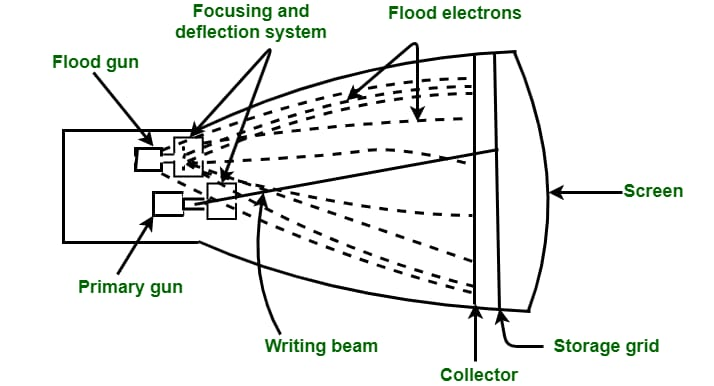 Focusing and
deflection system
Flood electrons
Flood gun
Screen
Primary gun
Writing beam
Storage grid
Collector